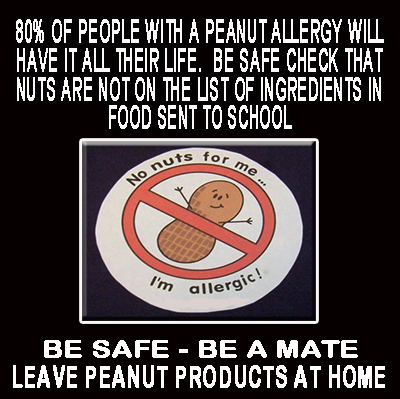 80% OF PEOPLE WITH A PEANUT ALLERGY WILL
HAVE IT ALL THEIR LIFE. BE SAFE CHECK THAT
NUTS ARE NOT ON THE LIST OF INGREDIENTS IN
FOOD SENT TO SCHOOL
No nuts for me...
I'm allergic!
BE SAFE - BE A MATE
LEAVE PEANUT PRODUCTS AT HOME